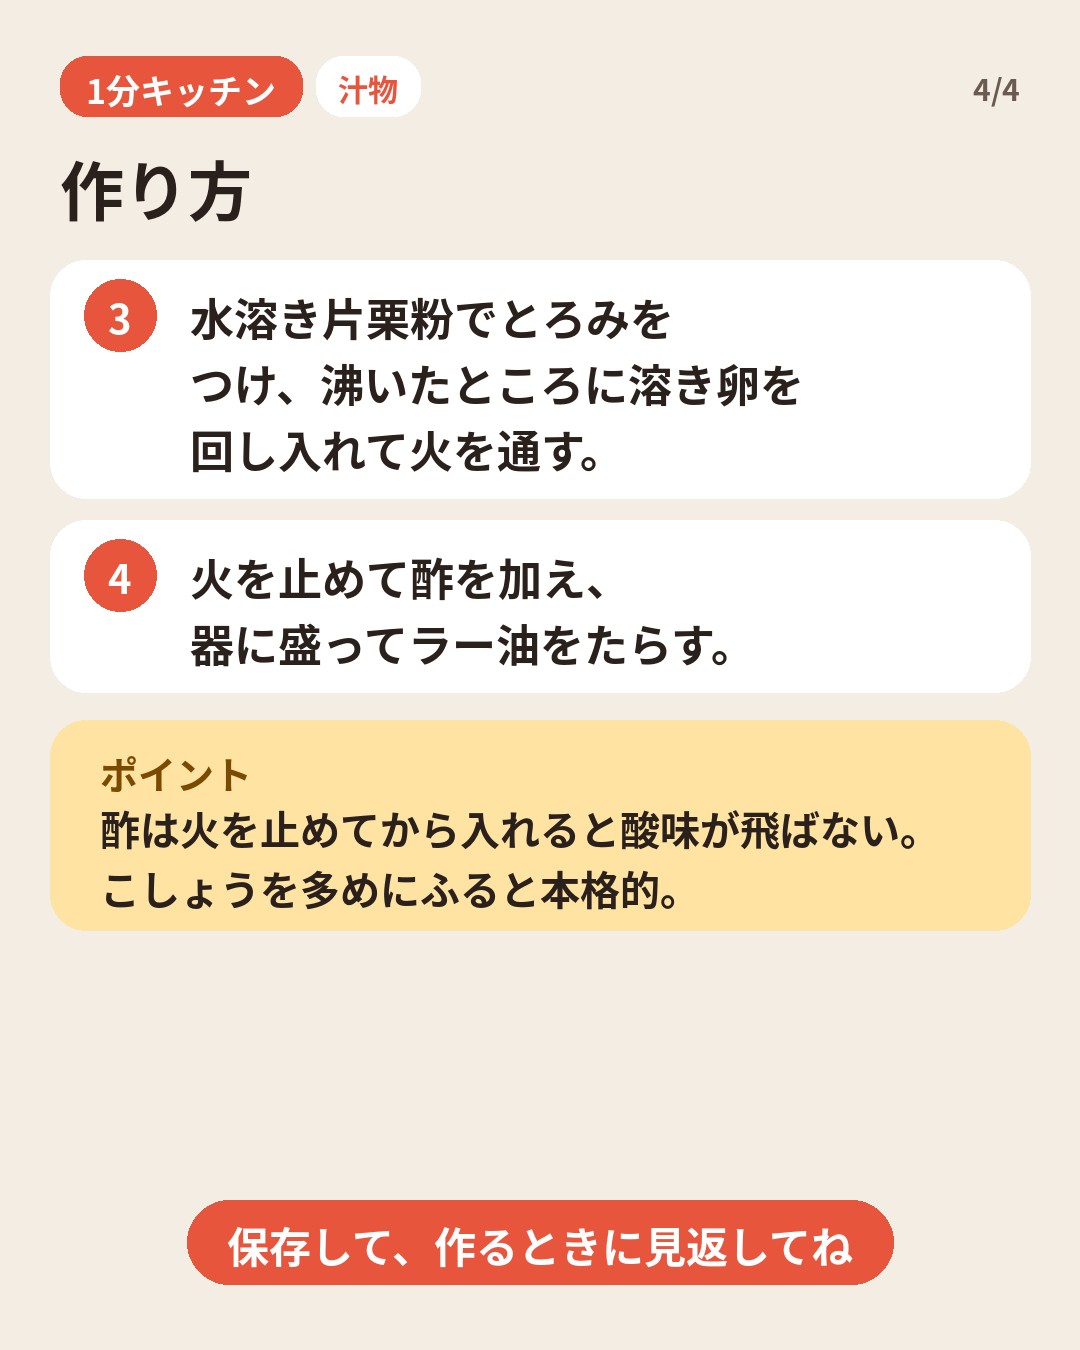 1分キッチン 汁物 4/4
作り方
3 水溶き片栗粉でとろみを
つけ、沸いたところに溶き卵を
回し入れて火を通す。
4 火を止めて酢を加え、
器に盛ってラー油をたらす。
ポイント
酢は火を止めてから入れると酸味が飛ばない。
こしょうを多めにふると本格的。
保存して、作るときに見返してね